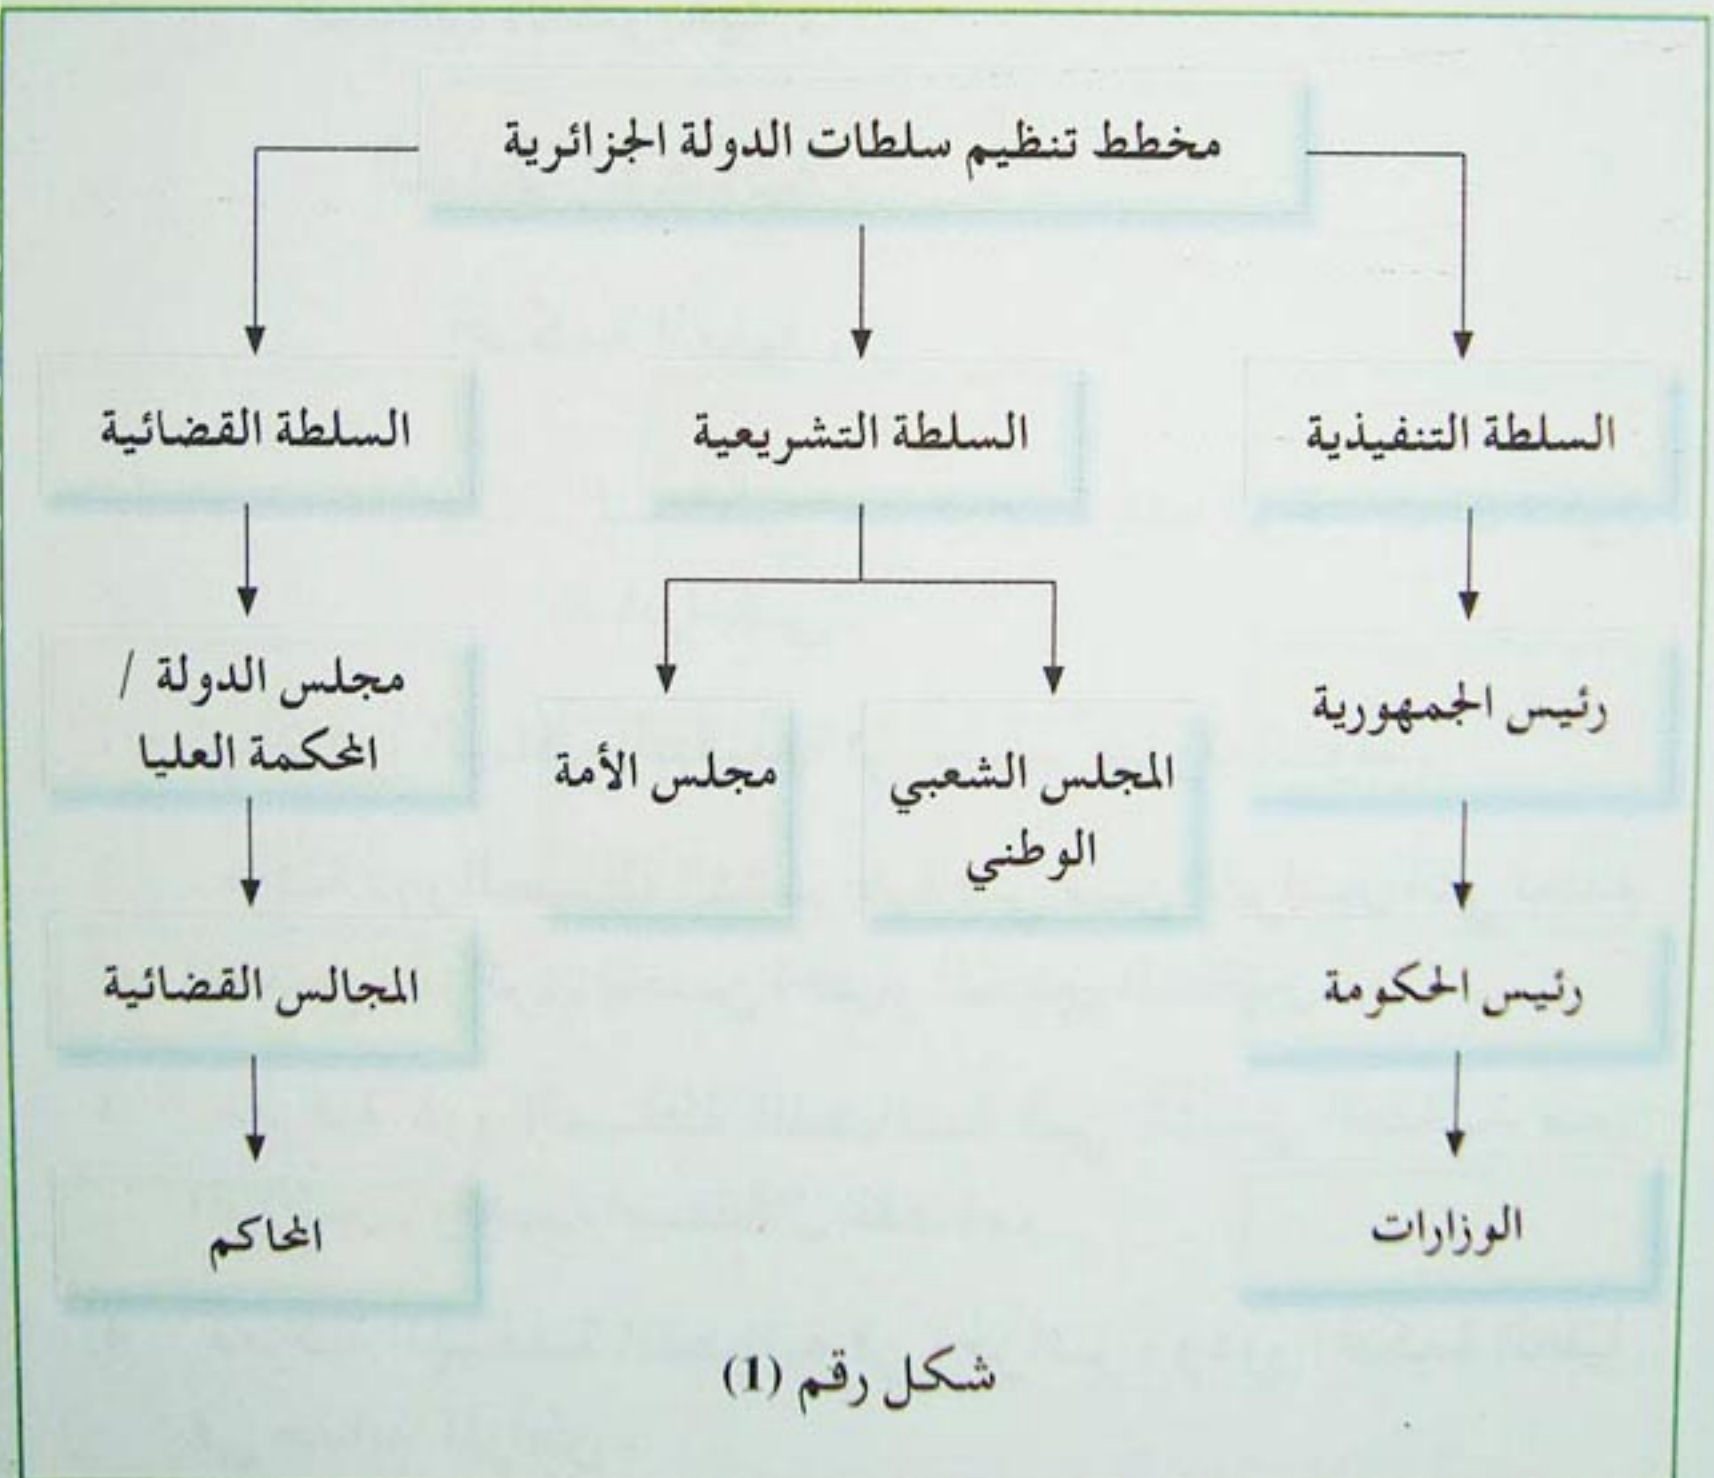 مخطط تنظيم سلطات الدولة الجزائرية
السلطة التنفيذية
السلطة التشريعية
السلطة القضائية
رئيس الجمهورية
رئيس الحكومة
الوزارات
المجلس الشعبي
الوطني
مجلس الأمة
مجلس الدولة /
المحكمة العليا
المجالس القضائية
المحاكم
شكل رقم (1)